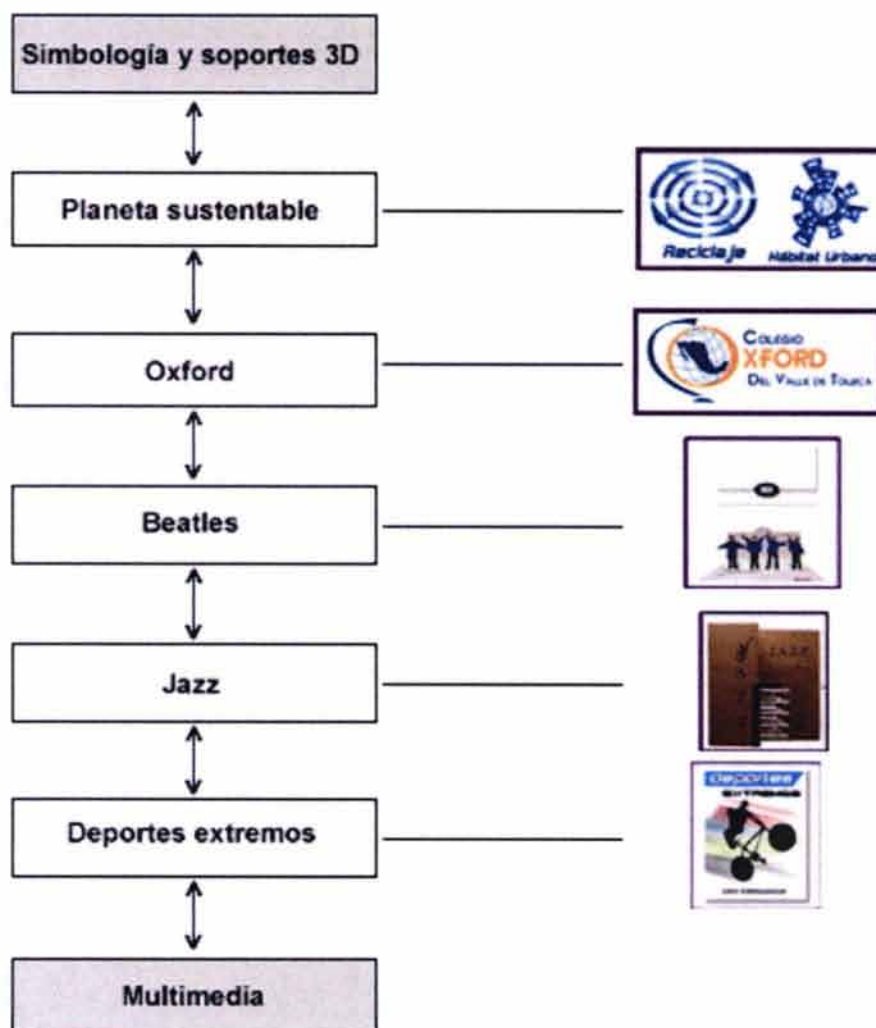 Simbología y soportes 3D
Planeta sustentable
Reciclaje
Hábitat Urbano
Oxford
COLEGIO
XFORD
DEL VALLE DE TOLUCA
Beatles
Jazz
JAZZ
Deportes extremos
deportes
EXTREMOS
Multimedia